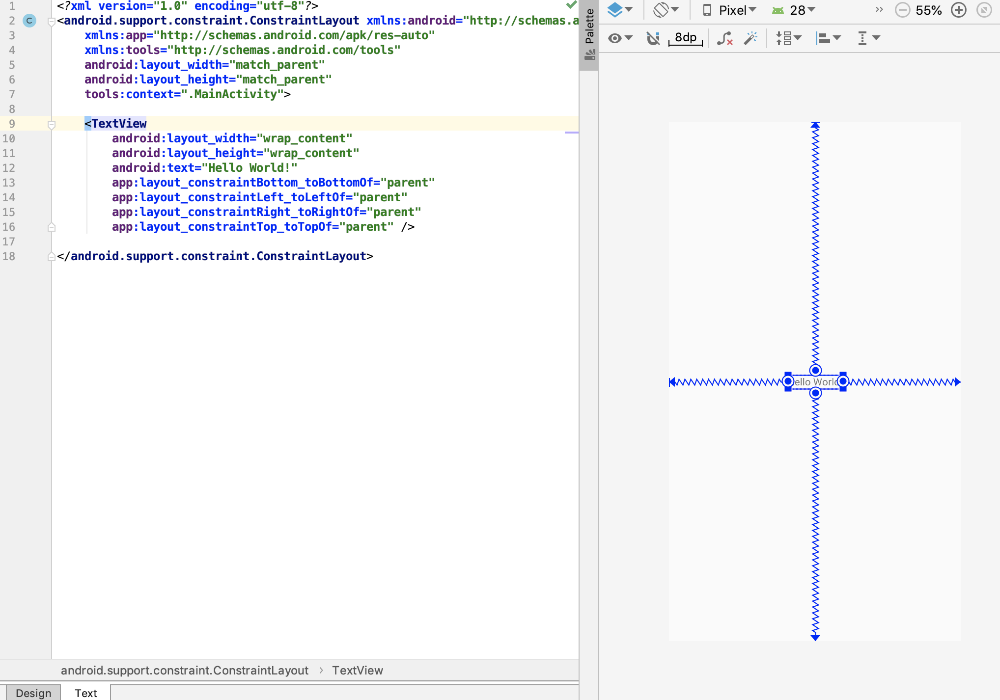 1 <?xml version="1.0" encoding="utf-8"?>
2 C <android.support.constraint.ConstraintLayout xmlns:android="http://schemas.a
3 xmlns:app="http://schemas.android.com/apk/res-auto"
4 xmlns:tools="http://schemas.android.com/tools"
5 android:layout_width="match_parent"
6 android:layout_height="match_parent"
7 tools:context=".MainActivity">
8
9 <TextView
10 android:layout_width="wrap_content"
11 android:layout_height="wrap_content"
12 android:text="Hello World!"
13 app:layout_constraintBottom_toBottomOf="parent"
14 app:layout_constraintLeft_toLeftOf="parent"
15 app:layout_constraintRight_toRightOf="parent"
16 app:layout_constraintTop_toTopOf="parent" />
17
18 </android.support.constraint.ConstraintLayout>
android.support.constraint.ConstraintLayout › TextView
Design Text
Palette
Pixel 28 » 55%
8dp
ello World